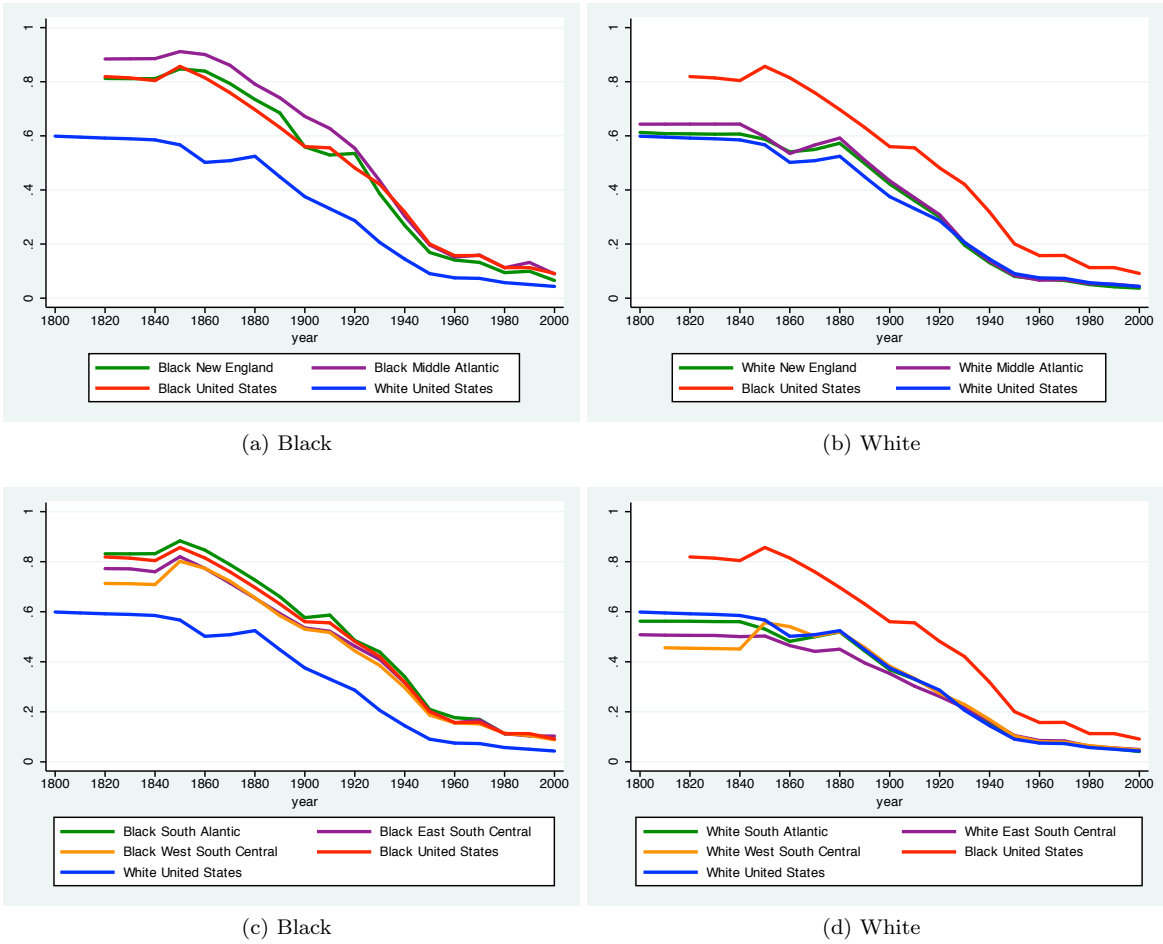 1
.8
.6
.4
.2
0
1800 1820 1840 1860 1880 1900 1920 1940 1960 1980 2000
year
Black New England Black Middle Atlantic
Black United States White United States
(a) Black
1
.8
.6
.4
.2
0
1800 1820 1840 1860 1880 1900 1920 1940 1960 1980 2000
year
White New England White Middle Atlantic
Black United States White United States
(b) White
1
.8
.6
.4
.2
0
1800 1820 1840 1860 1880 1900 1920 1940 1960 1980 2000
year
Black South Alantic Black East South Central
Black West South Central Black United States
White United States
(c) Black
1
.8
.6
.4
.2
0
1800 1820 1840 1860 1880 1900 1920 1940 1960 1980 2000
year
White South Atlantic White East South Central
White West South Central Black United States
White United States
(d) White